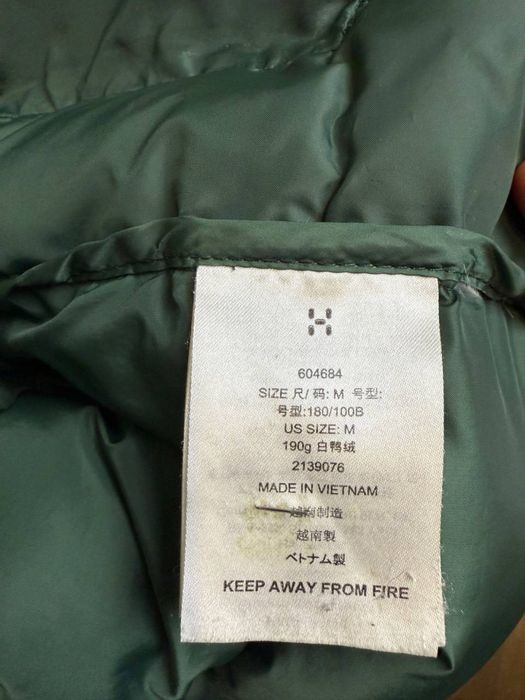 604684
SIZE 尺/ 码: M 号型:
号型:180/100B
US SIZE: M
190g 白鸭绒
2139076
MADE IN VIETNAM
越南制造
越南製
ベトナム製
KEEP AWAY FROM FIRE